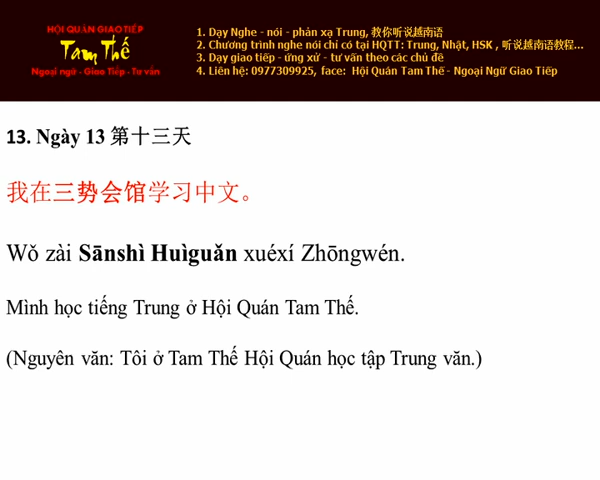 HỘI QUÁN GIAO TIẾP
Tam Thế
Ngoại ngữ - Giao Tiếp - Tư vấn
1. Dạy Nghe - nói - phản xạ Trung, 教你听说越南语
2. Chương trình nghe nói chỉ có tại HQTT: Trung, Nhật, HSK , 听说越南语教程...
3. Dạy giao tiếp - ứng xử - tư vấn theo các chủ đề
4. Liên hệ: 0977309925, face: Hội Quán Tam Thế - Ngoại Ngữ Giao Tiếp
13. Ngày 13 第十三天
我在三势会馆学习中文。
Wǒ zài Sānshì Huìguǎn xuéxí Zhōngwén.
Mình học tiếng Trung ở Hội Quán Tam Thế.
(Nguyên văn: Tôi ở Tam Thế Hội Quán học tập Trung văn.)